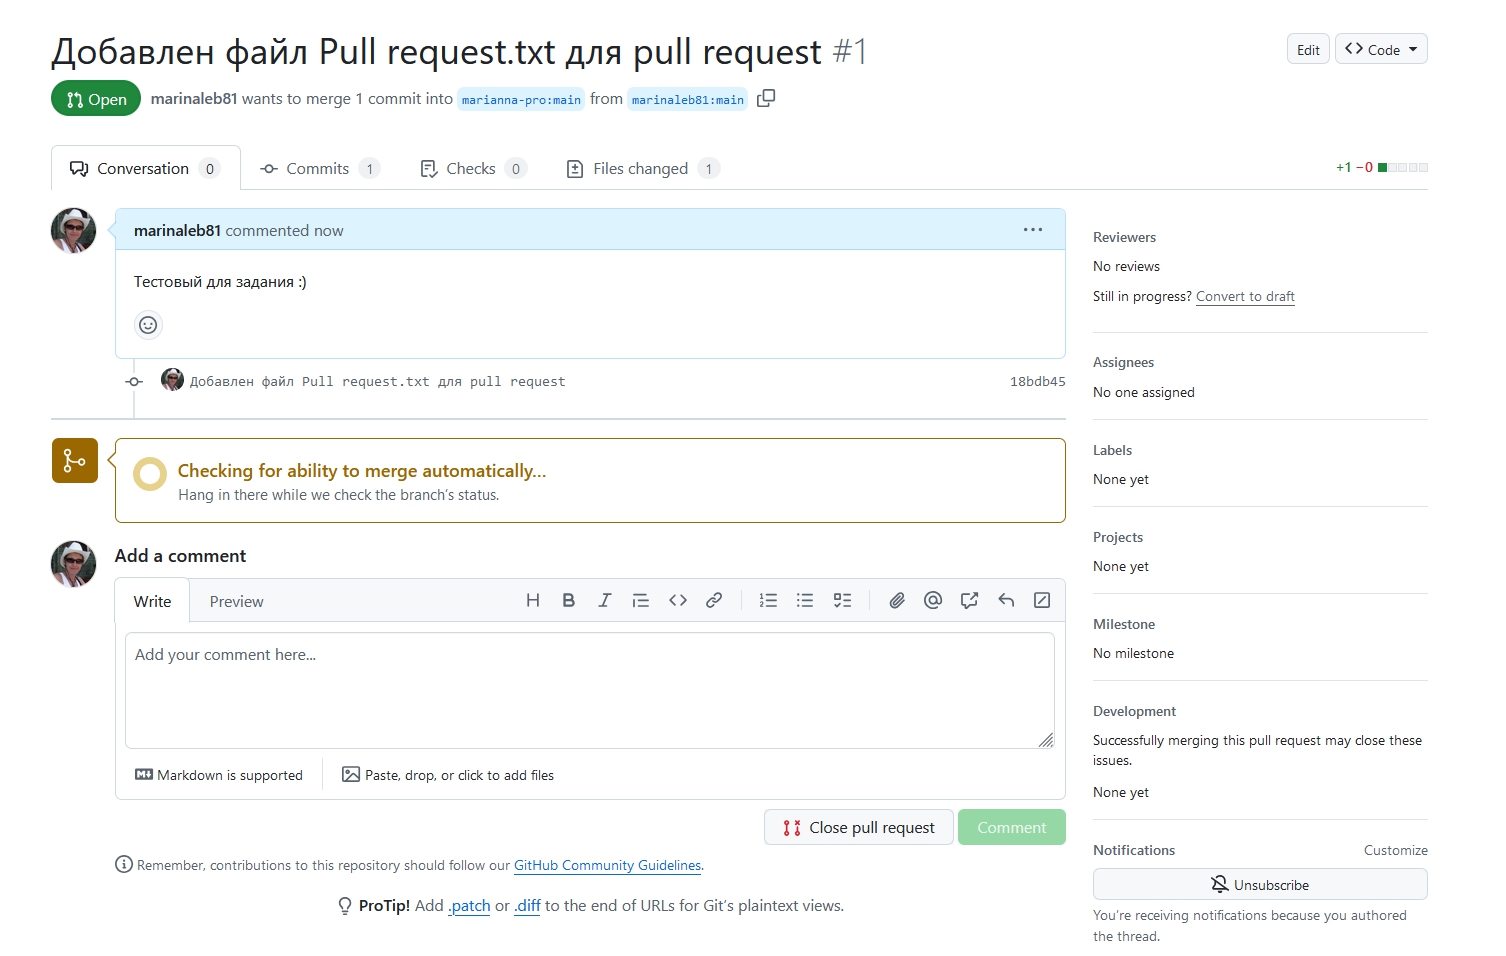 Добавлен файл Pull request.txt для pull request #1
Edit
Code
Open
marinaleb81 wants to merge 1 commit into marianna-pro:main from marinaleb81:main
Conversation 0
Commits 1
Checks 0
Files changed 1
+1 −0
marinaleb81 commented now
Тестовый для задания :)
Добавлен файл Pull request.txt для pull request
18bdb45
Checking for ability to merge automatically...
Hang in there while we check the branch's status.
Add a comment
Write
Preview
Add your comment here...
Markdown is supported
Paste, drop, or click to add files
Close pull request
Comment
Remember, contributions to this repository should follow our GitHub Community Guidelines.
ProTip! Add .patch or .diff to the end of URLs for Git's plaintext views.
Reviewers
No reviews
Still in progress? Convert to draft
Assignees
No one assigned
Labels
None yet
Projects
None yet
Milestone
No milestone
Development
Successfully merging this pull request may close these
issues.
None yet
Notifications
Customize
Unsubscribe
You're receiving notifications because you authored
the thread.